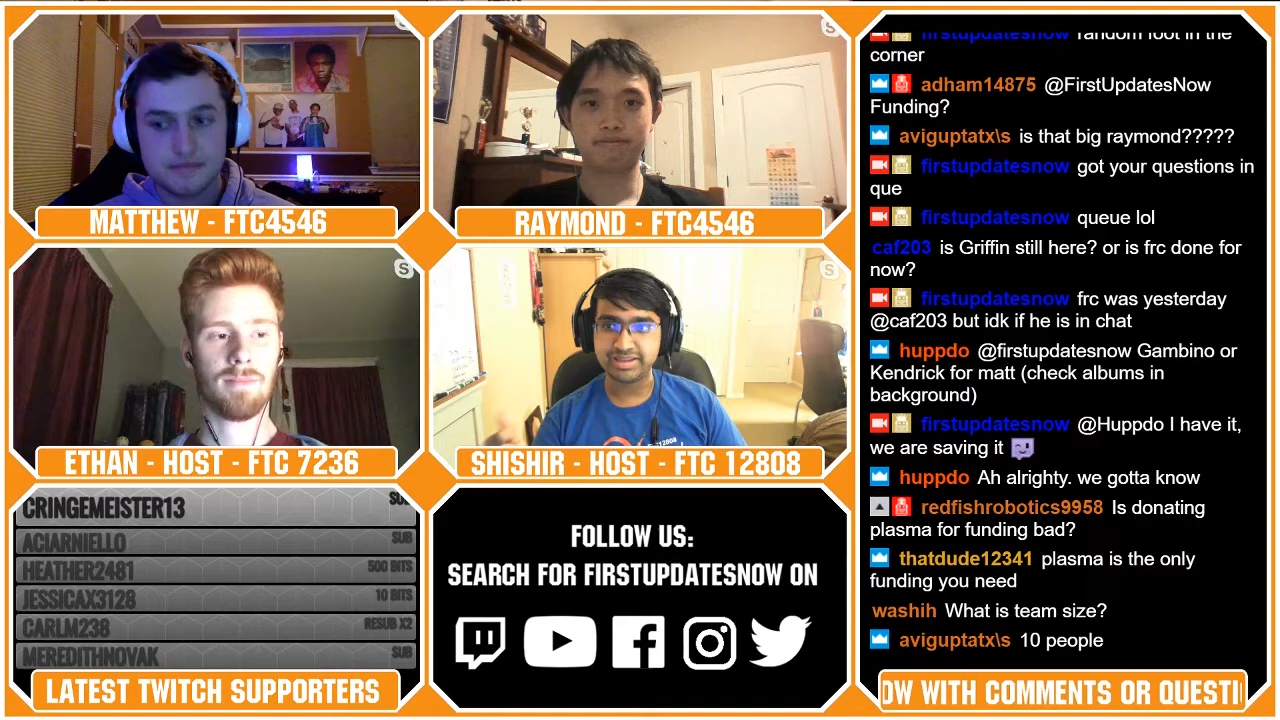 MATTHEW - FTC4546
RAYMOND - FTC4546
ETHAN - HOST - FTC 7236
12808
SHISHIR - HOST - FTC 12808
CRINGEMEISTER13
ACIARNIELLO SUB
HEATHER2481 500 BITS
JESSICAX3128 10 BITS
CARLM238 RESUB X2
MEREDITHNOVAK SUB
LATEST TWITCH SUPPORTERS
FOLLOW US:
SEARCH FOR FIRSTUPDATESNOW ON
firstupdatesnow random foot in the
corner
adham14875 @FirstUpdatesNow
Funding?
aviguptatx\s is that big raymond?????
firstupdatesnow got your questions in
que
firstupdatesnow queue lol
caf203 is Griffin still here? or is frc done for
now?
firstupdatesnow frc was yesterday
@caf203 but idk if he is in chat
huppdo @firstupdatesnow Gambino or
Kendrick for matt (check albums in
background)
firstupdatesnow @Huppdo I have it,
we are saving it
huppdo Ah alrighty. we gotta know
redfishrobotics9958 Is donating
plasma for funding bad?
thatdude12341 plasma is the only
funding you need
washih What is team size?
aviguptatx\s 10 people
OW WITH COMMENTS OR QUESTI